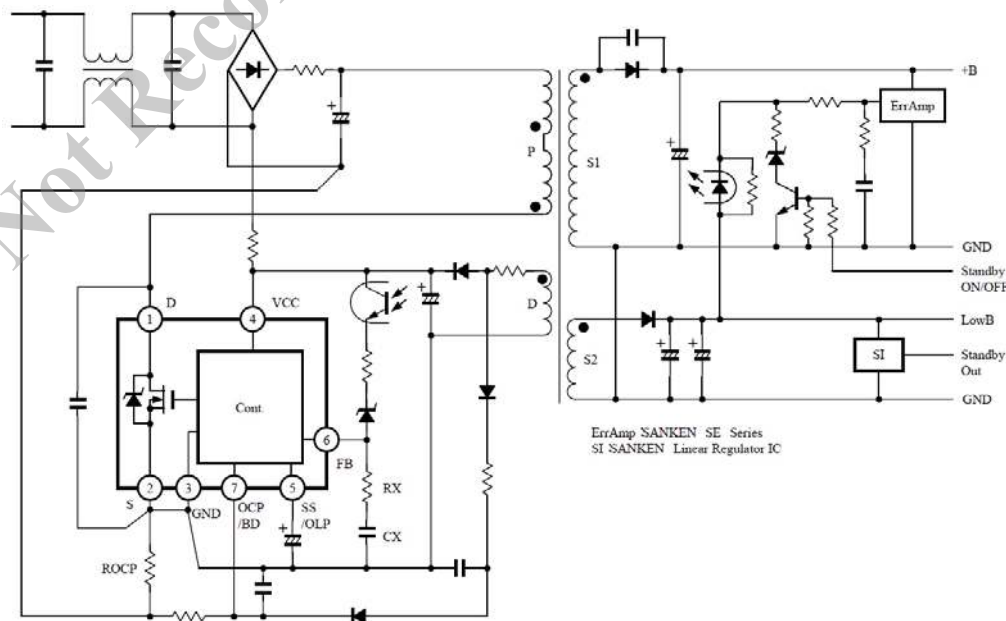 Not Recor
+
+B
ErrAmp
P
S1
+
+
GND
Standby
ON/OFF
D
VCC
+
D
1
4
LowB
S2
+
+
SI
Standby
Out
Cont.
GND
6
FB
ErrAmp SANKEN SE Series
SI SANKEN Linear Regulator IC
2
3
7
5
S
GND
OCP
/BD
SS
/OLP
RX
+
CX
ROCP